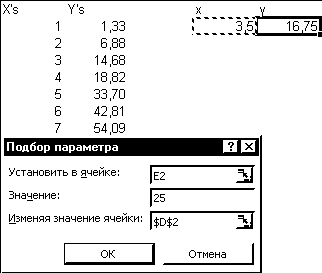 X's Y's x y
1 1,33 3,5 16,75
2 6,88
3 14,68
4 18,82
5 33,70
6 42,81
7 54,09
Подбор параметра
Установить в ячейке: E2
Значение: 25
Изменяя значение ячейки: $D$2
OK Отмена